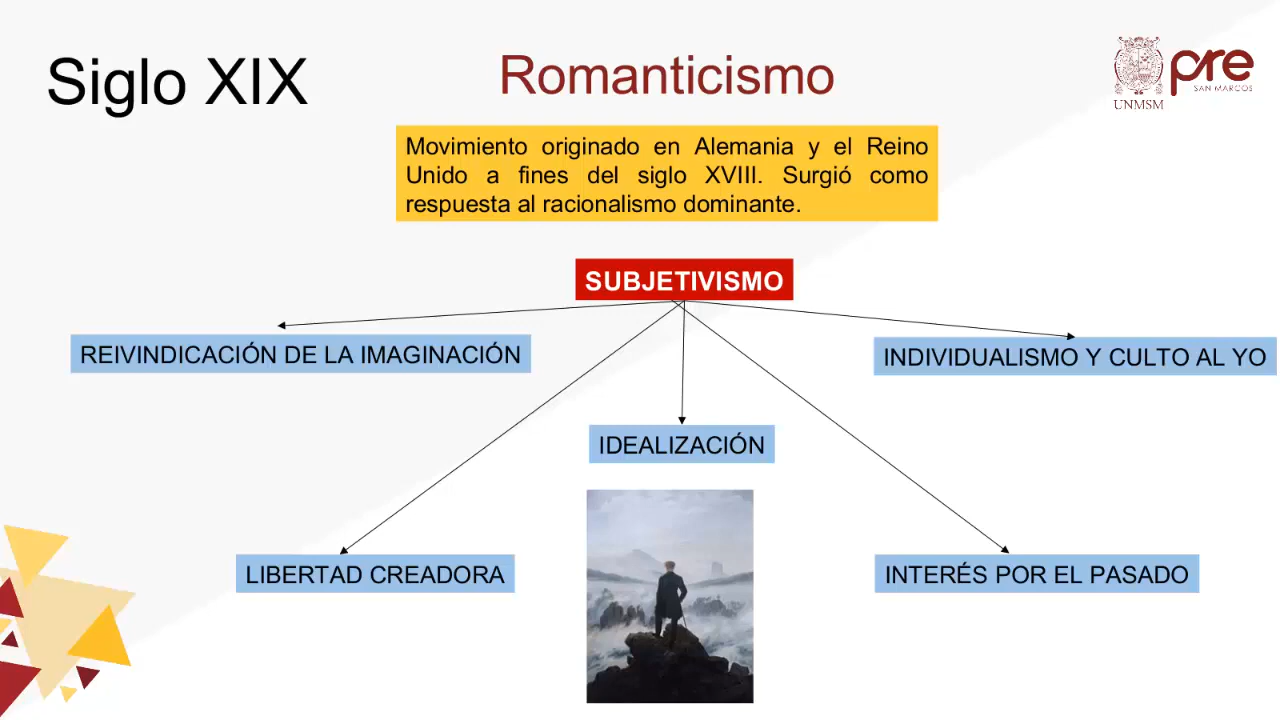 Siglo XIX
Romanticismo
UNMSM
pre
SAN MARCOS
Movimiento originado en Alemania y el Reino
Unido a fines del siglo XVIII. Surgió como
respuesta al racionalismo dominante.
SUBJETIVISMO
REIVINDICACIÓN DE LA IMAGINACIÓN
INDIVIDUALISMO Y CULTO AL YO
IDEALIZACIÓN
LIBERTAD CREADORA
INTERÉS POR EL PASADO